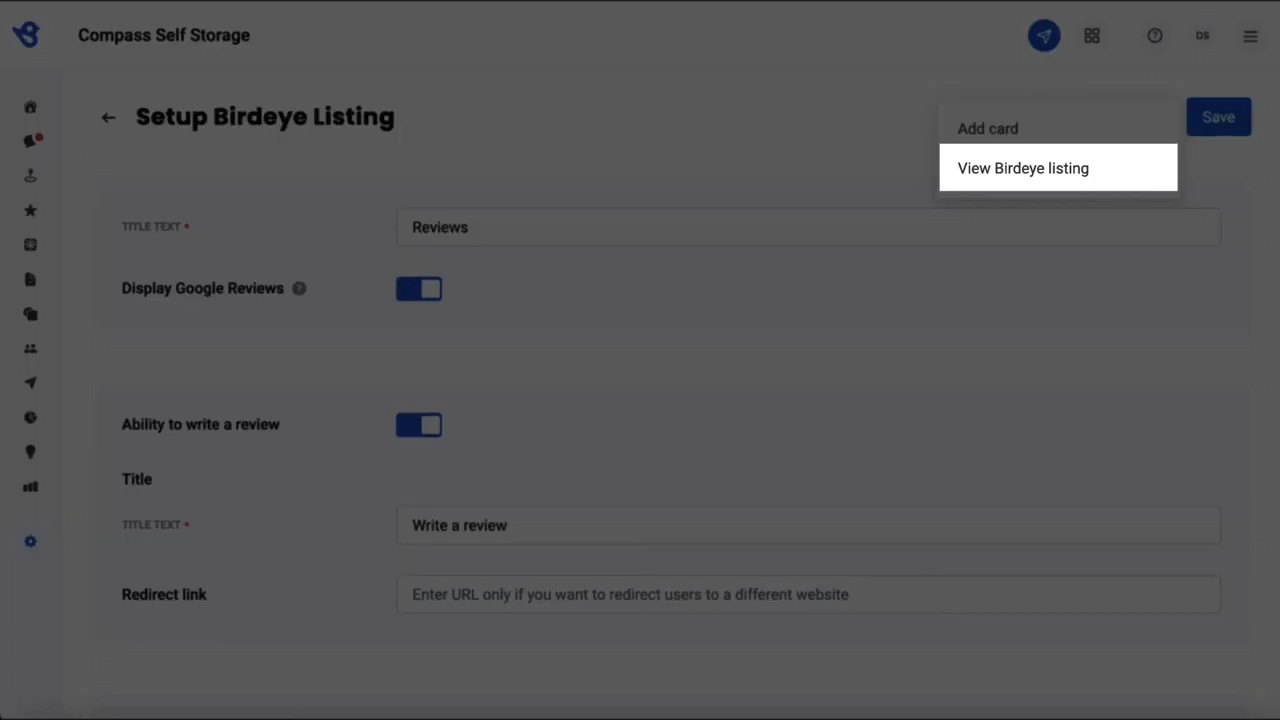 Compass Self Storage
DS
Setup Birdeye Listing
Add card
Save
View Birdeye listing
TITLE TEXT •
Reviews
Display Google Reviews ?
Ability to write a review
Title
TITLE TEXT •
Write a review
Redirect link
Enter URL only if you want to redirect users to a different website